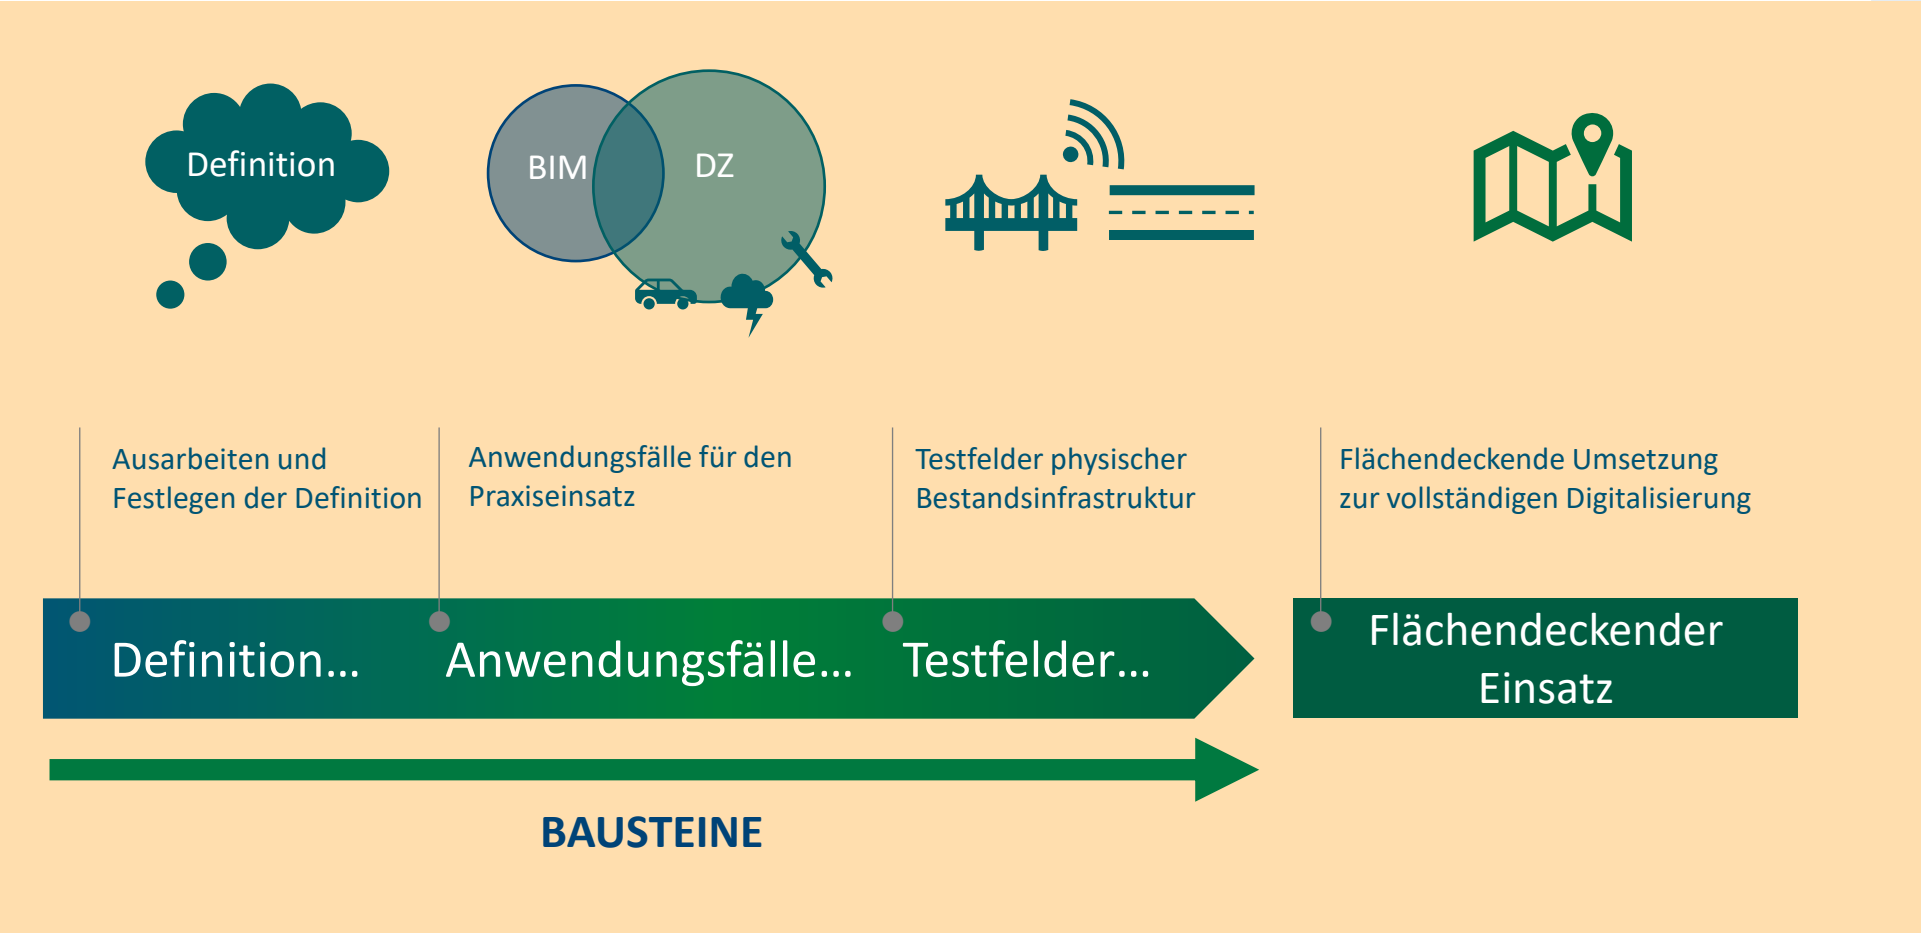 Definition
BIM
DZ
Ausarbeiten und
Festlegen der Definition
Anwendungsfälle für den
Praxiseinsatz
Testfelder physischer
Bestandsinfrastruktur
Flächendeckende Umsetzung
zur vollständigen Digitalisierung
Definition...
Anwendungsfälle...
Testfelder...
Flächendeckender
Einsatz
BAUSTEINE